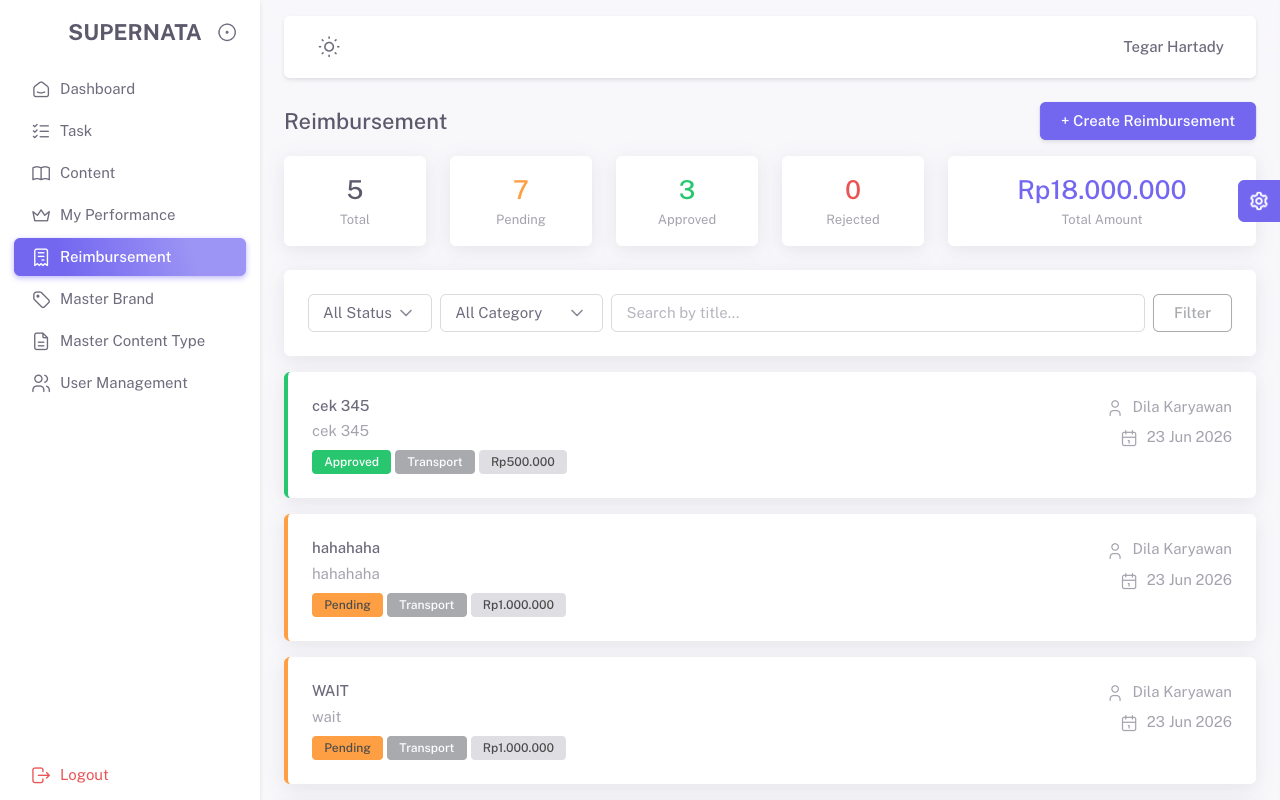 SUPERNATA
Dashboard
Task
Content
My Performance
Reimbursement
Master Brand
Master Content Type
User Management
Logout
Tegar Hartady
Reimbursement
+ Create Reimbursement
5
Total
7
Pending
3
Approved
0
Rejected
Rp18.000.000
Total Amount
All Status
All Category
Search by title...
Filter
cek 345
cek 345
Approved Transport Rp500.000
Dila Karyawan
23 Jun 2026
hahahaha
hahahaha
Pending Transport Rp1.000.000
Dila Karyawan
23 Jun 2026
WAIT
wait
Pending Transport Rp1.000.000
Dila Karyawan
23 Jun 2026